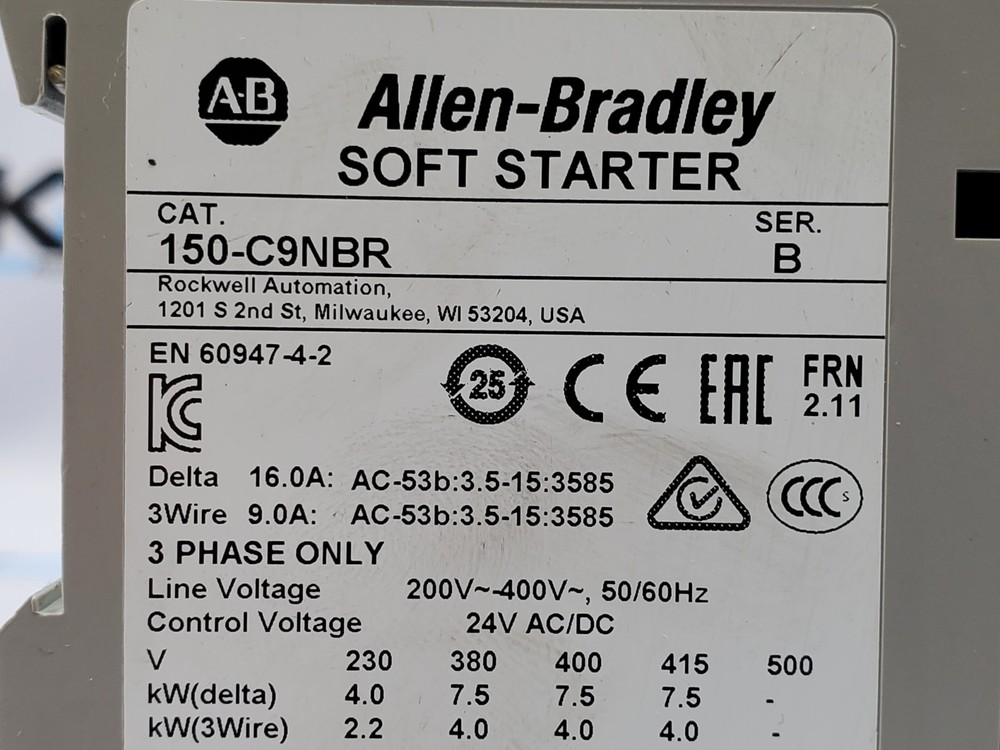 A-B Allen-Bradley
SOFT STARTER
CAT. SER.
150-C9NBR B
Rockwell Automation,
1201 S 2nd St, Milwaukee, WI 53204, USA
EN 60947-4-2
KC 25 CE EAC FRN
2.11
Delta 16.0A: AC-53b:3.5-15:3585
3Wire 9.0A: AC-53b:3.5-15:3585
CCC S
3 PHASE ONLY
Line Voltage 200V~-400V~, 50/60Hz
Control Voltage 24V AC/DC
V 230 380 400 415 500
kW(delta) 4.0 7.5 7.5 7.5 -
kW(3Wire) 2.2 4.0 4.0 4.0 -